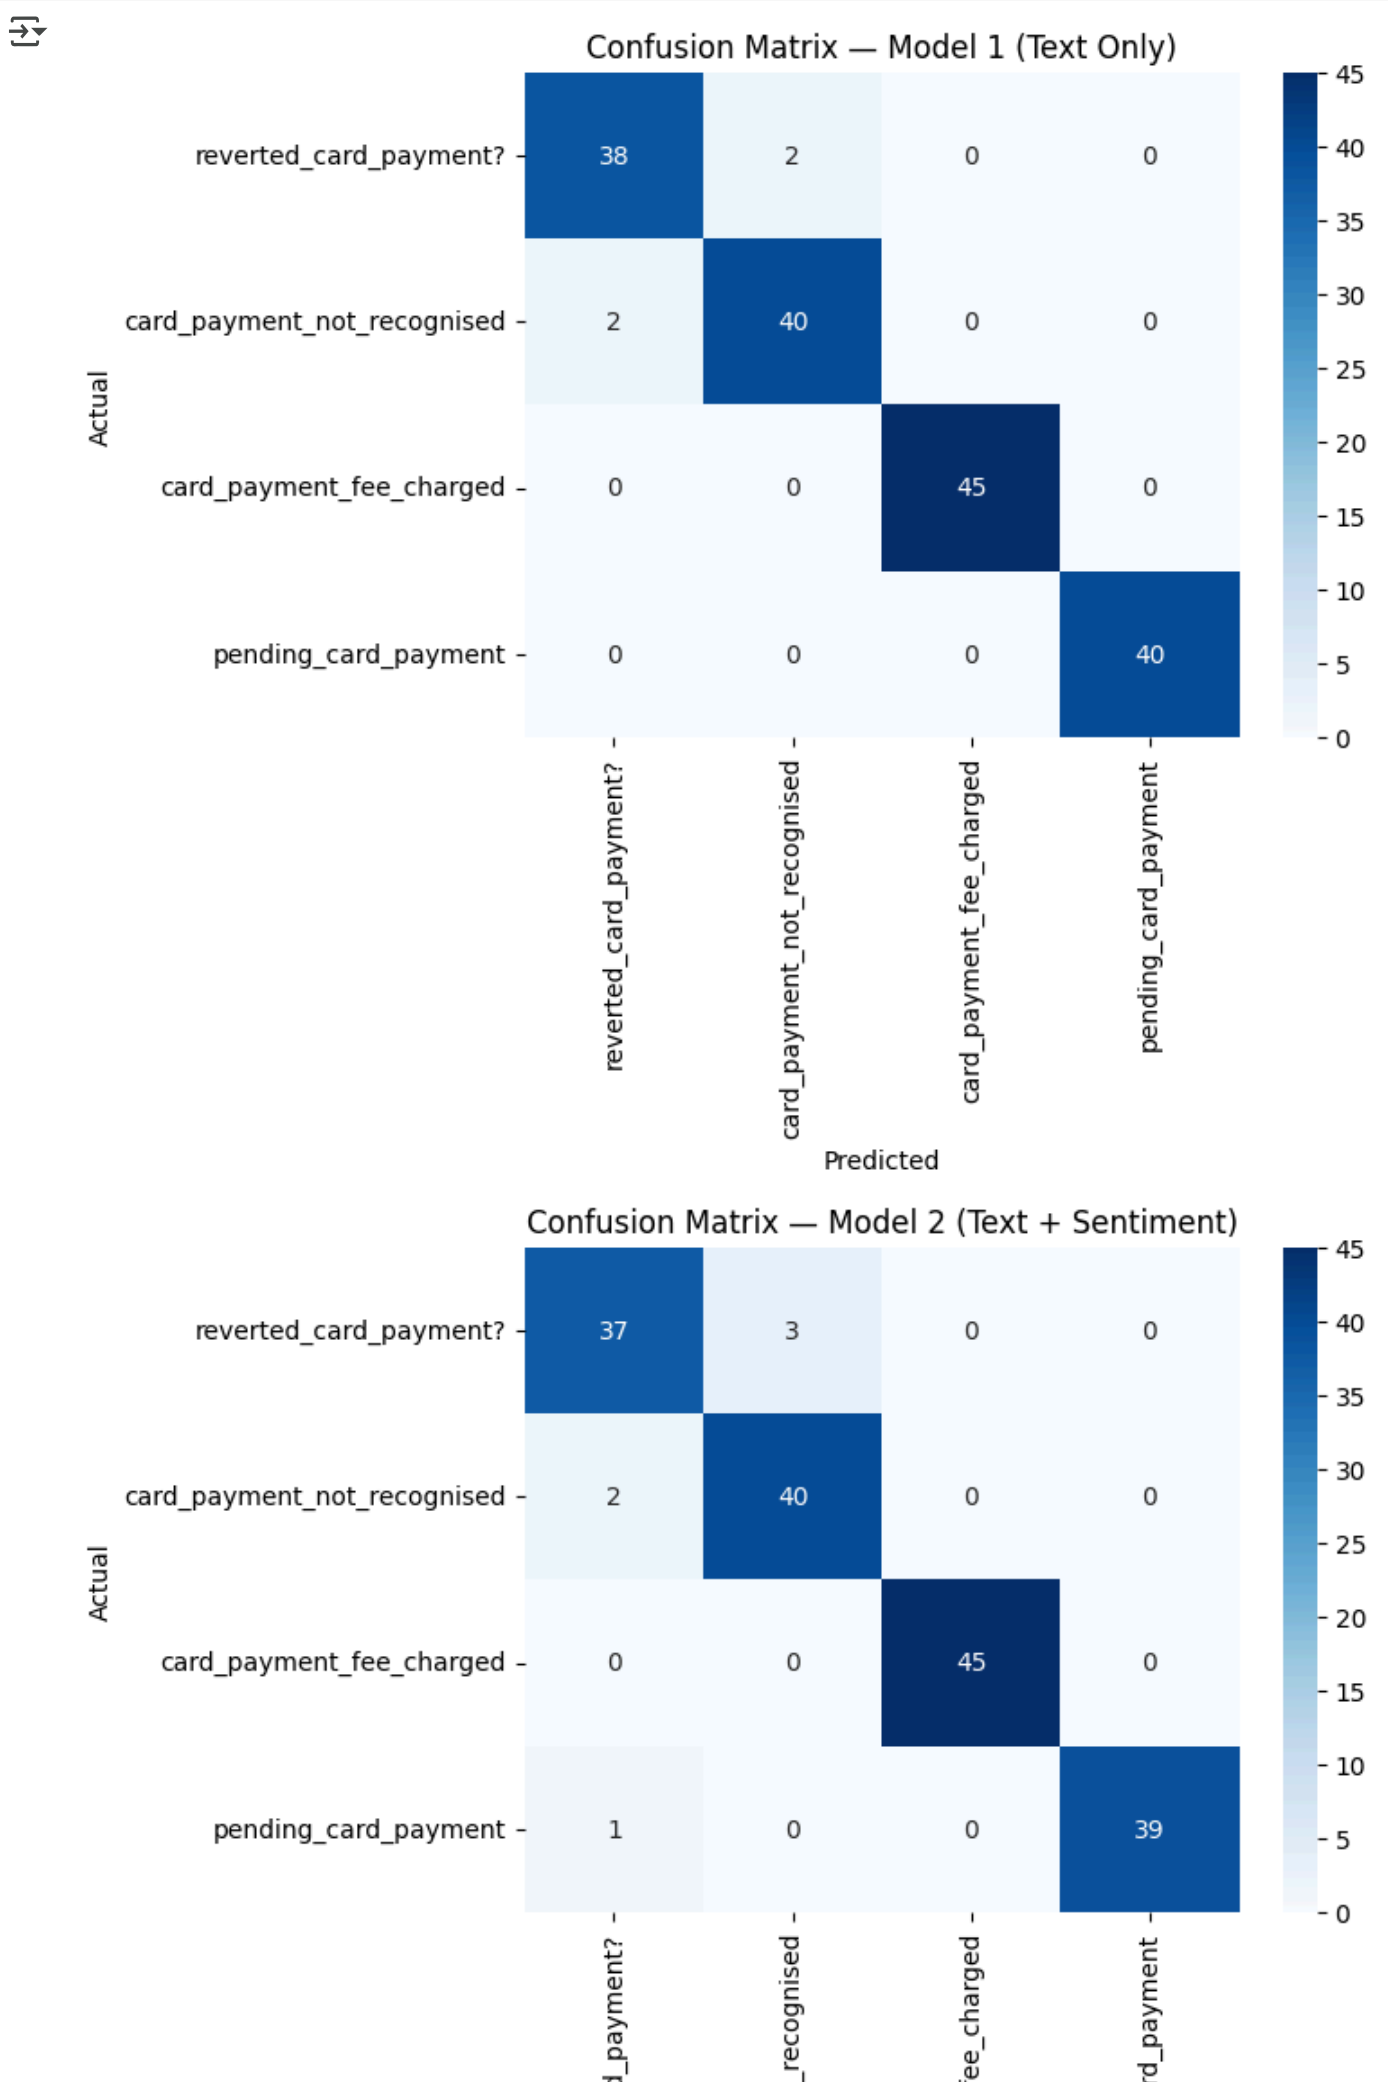 Confusion Matrix — Model 1 (Text Only)
45
reverted_card_payment?
38 2 0 0
40
35
card_payment_not_recognised
2 40 0 0
30
25
Actual
20
card_payment_fee_charged
0 0 45 0
15
10
pending_card_payment
0 0 0 40
5
0
reverted_card_payment?
card_payment_not_recognised
card_payment_fee_charged
pending_card_payment
Predicted
Confusion Matrix — Model 2 (Text + Sentiment)
45
reverted_card_payment?
37 3 0 0
40
35
card_payment_not_recognised
2 40 0 0
30
25
Actual
20
card_payment_fee_charged
0 0 45 0
15
10
pending_card_payment
1 0 0 39
5
0
d_payment?
_recognised
fee_charged
rd_payment